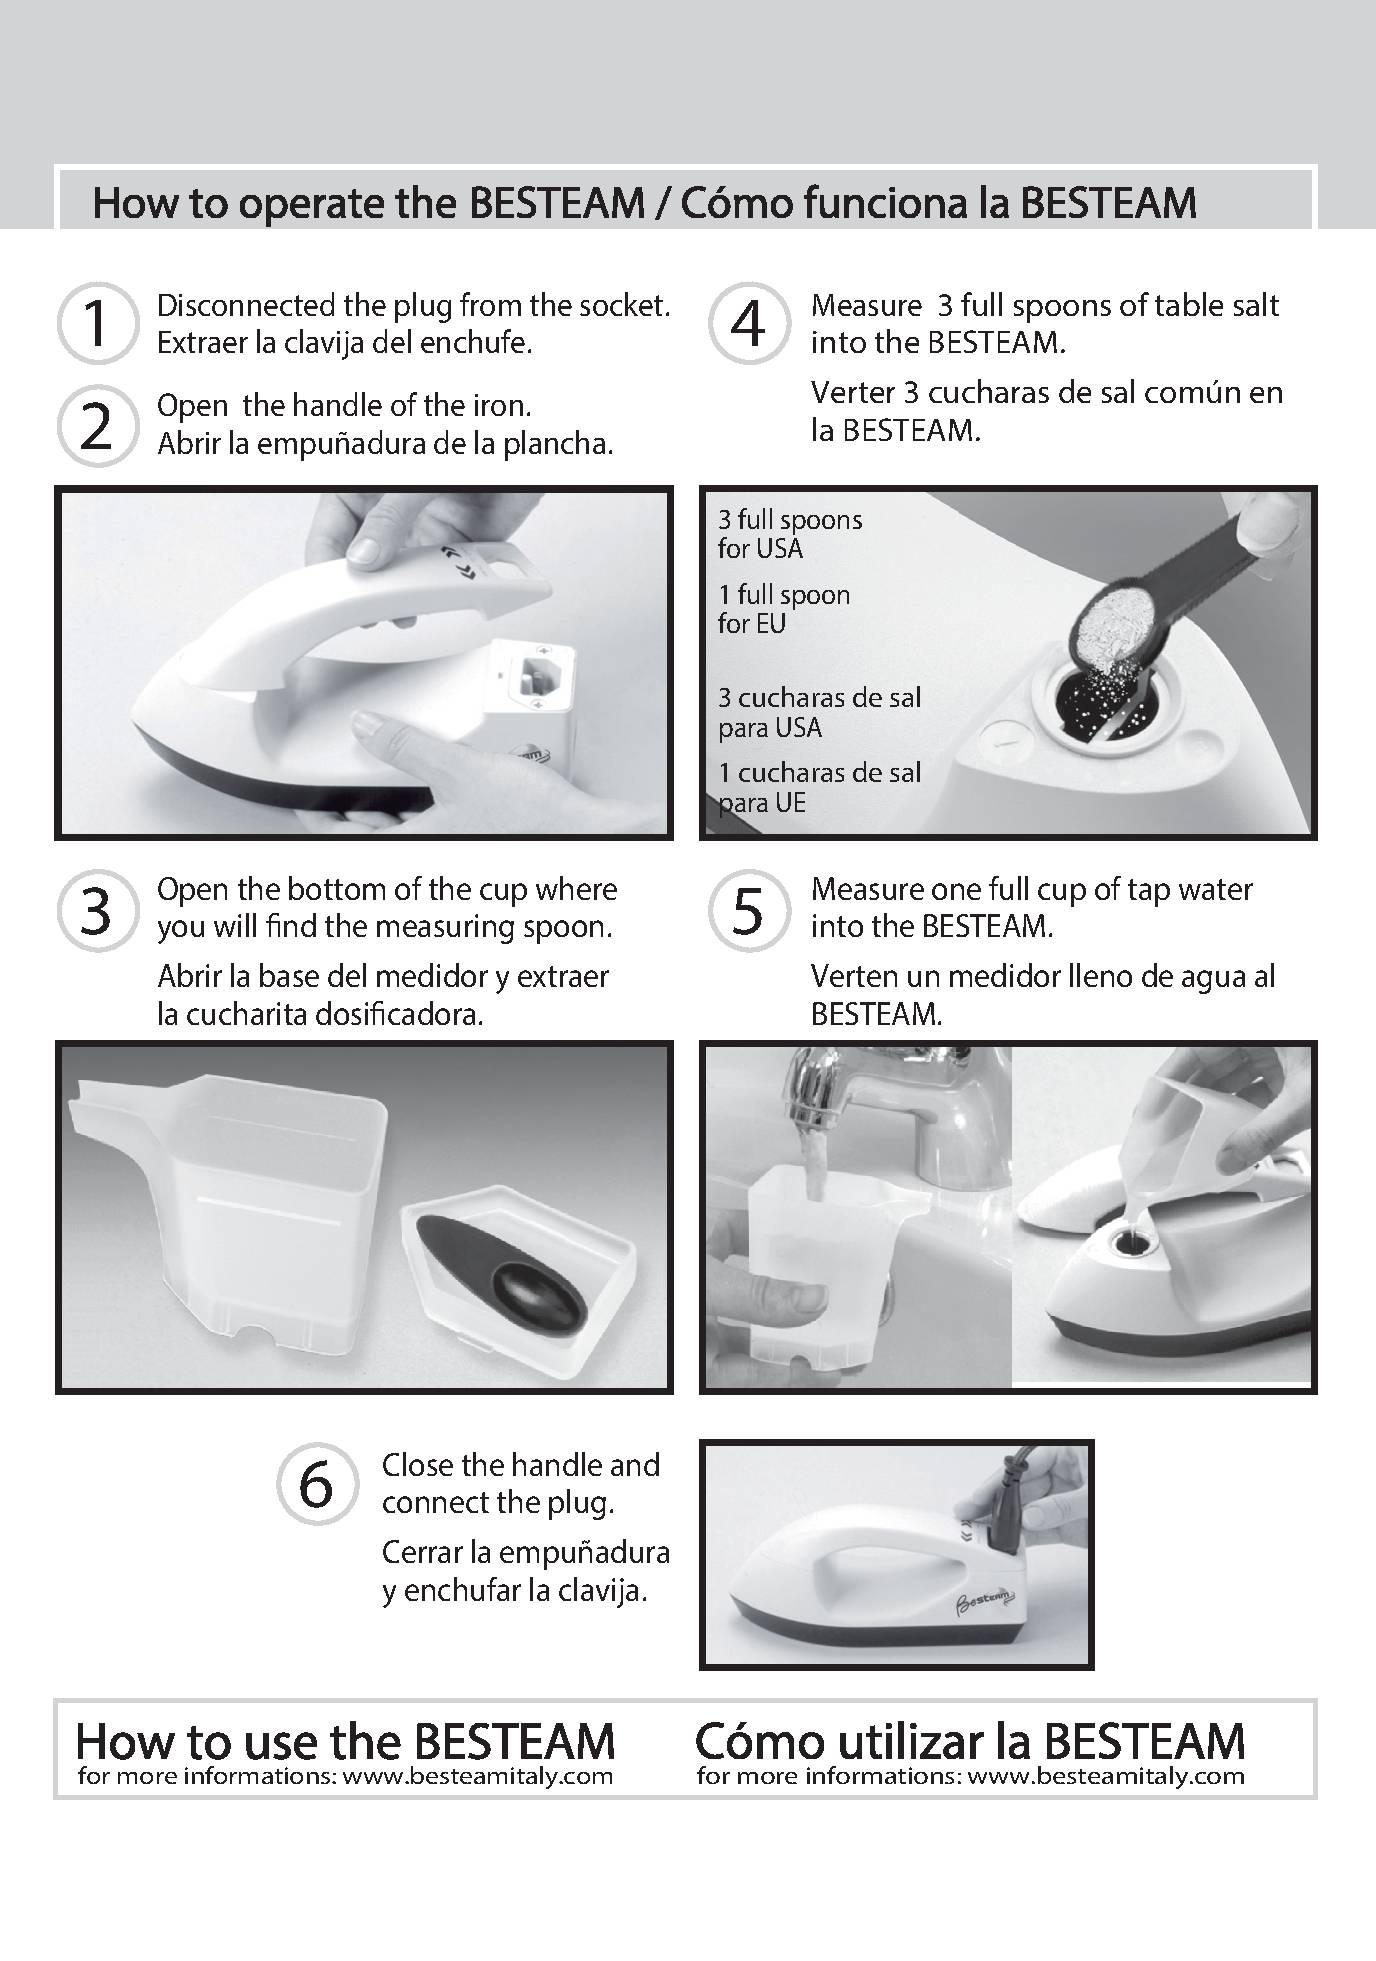 How to operate the BESTEAM / Cómo funciona la BESTEAM
1
Disconnected the plug from the socket.
Extraer la clavija del enchufe.
2
Open the handle of the iron.
Abrir la empuñadura de la plancha.
3
Open the bottom of the cup where
you will find the measuring spoon.
Abrir la base del medidor y extraer
la cucharita dosificadora.
4
Measure 3 full spoons of table salt
into the BESTEAM.
Verter 3 cucharas de sal común en
la BESTEAM.
3 full spoons
for USA
1 full spoon
for EU
3 cucharas de sal
para USA
1 cucharas de sal
para UE
5
Measure one full cup of tap water
into the BESTEAM.
Verten un medidor lleno de agua al
BESTEAM.
6
Close the handle and
connect the plug.
Cerrar la empuñadura
y enchufar la clavija.
Besteam
How to use the BESTEAM
for more informations: www.besteamitaly.com
Cómo utilizar la BESTEAM
for more informations: www.besteamitaly.com